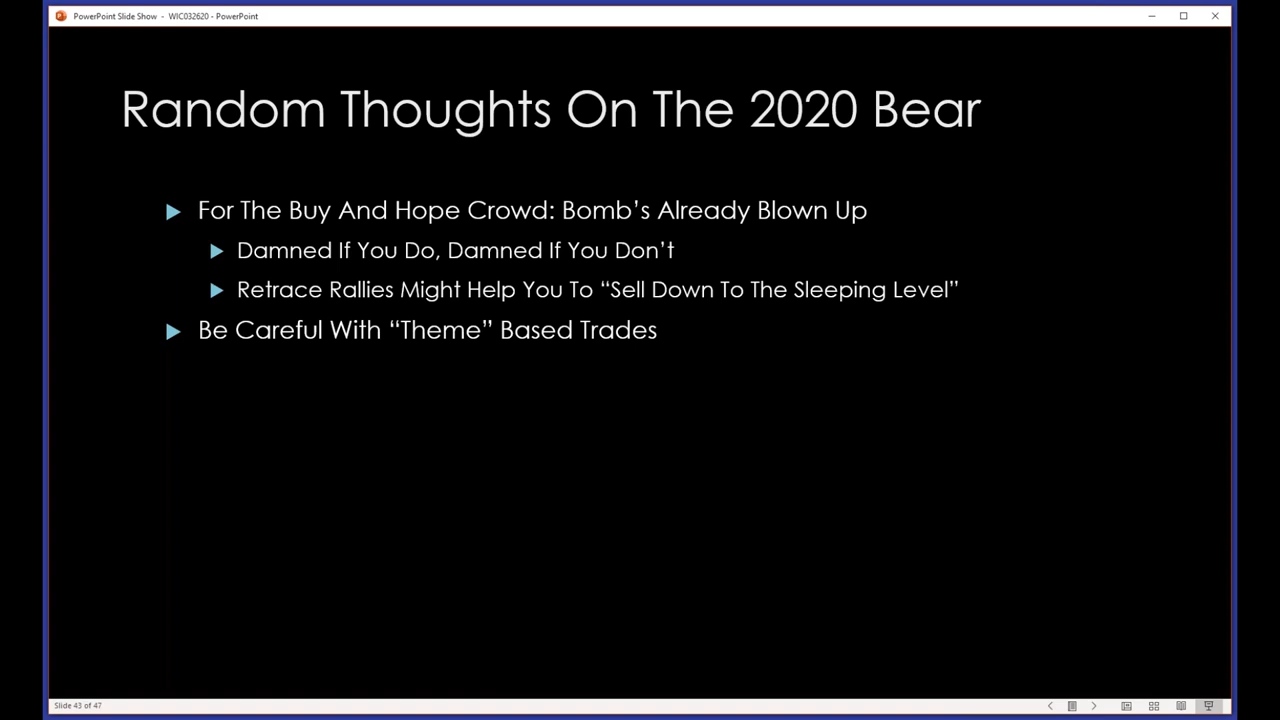 PowerPoint Slide Show - WIC032620 - PowerPoint
Random Thoughts On The 2020 Bear
For The Buy And Hope Crowd: Bomb’s Already Blown Up
Damned If You Do, Damned If You Don’t
Retrace Rallies Might Help You To “Sell Down To The Sleeping Level”
Be Careful With “Theme” Based Trades
Slide 43 of 47